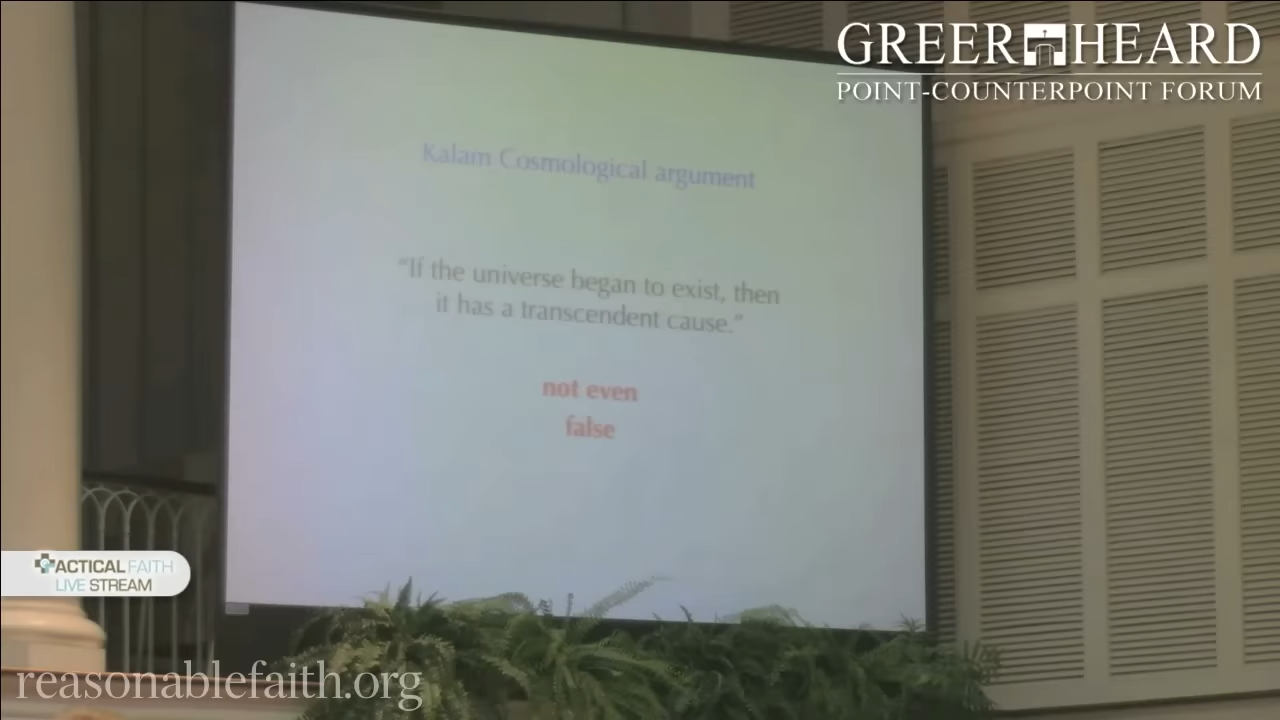 GREER HEARD
POINT-COUNTERPOINT FORUM
Kalam Cosmological argument
“If the universe began to exist, then
it has a transcendent cause.”
not even
false
TACTICAL FAITH
LIVE STREAM
reasonablefaith.org